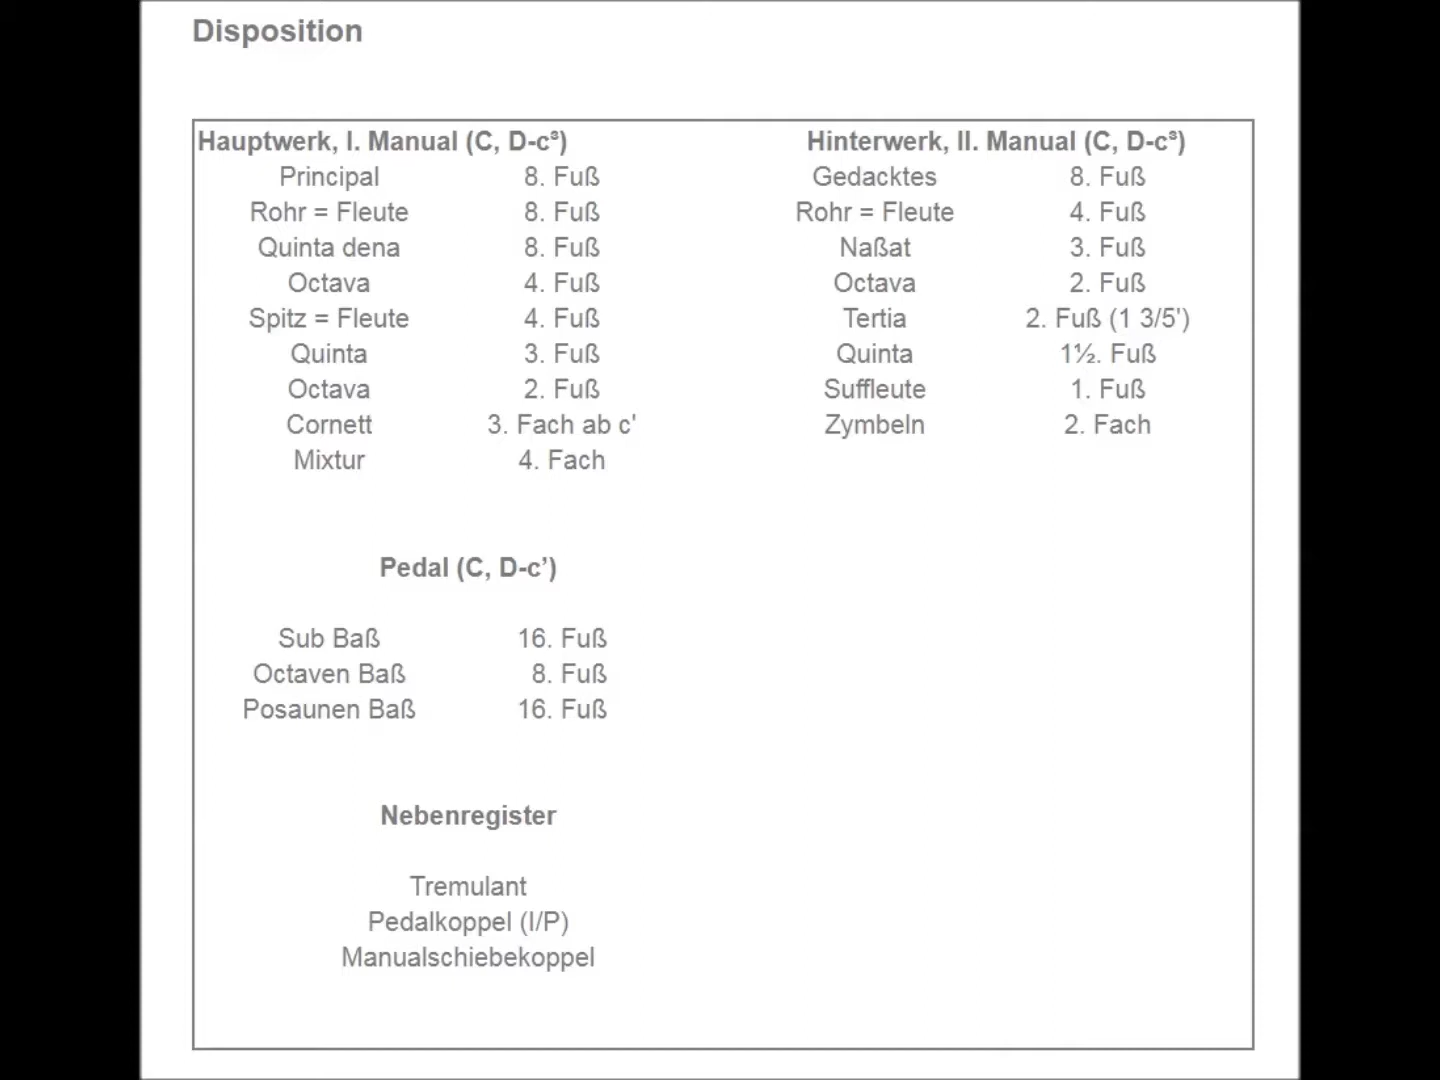 Disposition
Hauptwerk, I. Manual (C, D-c³) Hinterwerk, II. Manual (C, D-c³)
Principal 8. Fuß Gedacktes 8. Fuß
Rohr = Fleute 8. Fuß Rohr = Fleute 4. Fuß
Quinta dena 8. Fuß Naßat 3. Fuß
Octava 4. Fuß Octava 2. Fuß
Spitz = Fleute 4. Fuß Tertia 2. Fuß (1 3/5')
Quinta 3. Fuß Quinta 1½. Fuß
Octava 2. Fuß Suffleute 1. Fuß
Cornett 3. Fach ab c' Zymbeln 2. Fach
Mixtur 4. Fach
Pedal (C, D-c’)
Sub Baß 16. Fuß
Octaven Baß 8. Fuß
Posaunen Baß 16. Fuß
Nebenregister
Tremulant
Pedalkoppel (I/P)
Manualschiebekoppel